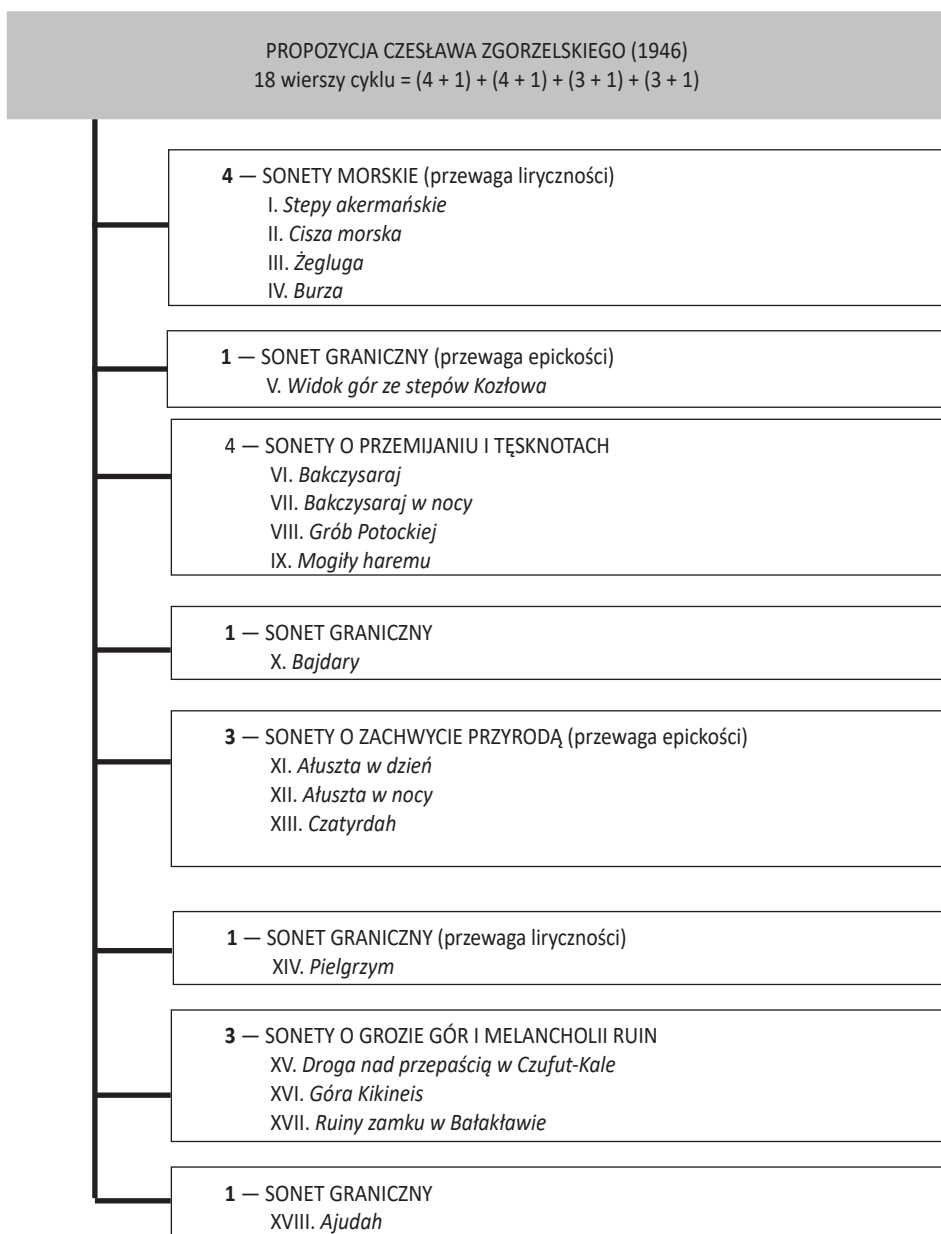 PROPOZYCJA CZESŁAWA ZGORZELSKIEGO (1946)
18 wierszy cyklu = (4 + 1) + (4 + 1) + (3 + 1) + (3 + 1)
4 — SONETY MORSKIE (przewaga liryczności)
I. Stepy akermańskie
II. Cisza morska
III. Żegluga
IV. Burza
1 — SONET GRANICZNY (przewaga epickości)
V. Widok gór ze stepów Kozłowa
4 — SONETY O PRZEMIJANIU I TĘSKNOTACH
VI. Bakczysaraj
VII. Bakczysaraj w nocy
VIII. Grób Potockiej
IX. Mogiły haremu
1 — SONET GRANICZNY
X. Bajdary
3 — SONETY O ZACHWYCIE PRZYRODĄ (przewaga epickości)
XI. Ałuszta w dzień
XII. Ałuszta w nocy
XIII. Czatyrdah
1 — SONET GRANICZNY (przewaga liryczności)
XIV. Pielgrzym
3 — SONETY O GROZIE GÓR I MELANCHOLII RUIN
XV. Droga nad przepaścią w Czufut-Kale
XVI. Góra Kikineis
XVII. Ruiny zamku w Bałakławie
1 — SONET GRANICZNY
XVIII. Ajudah